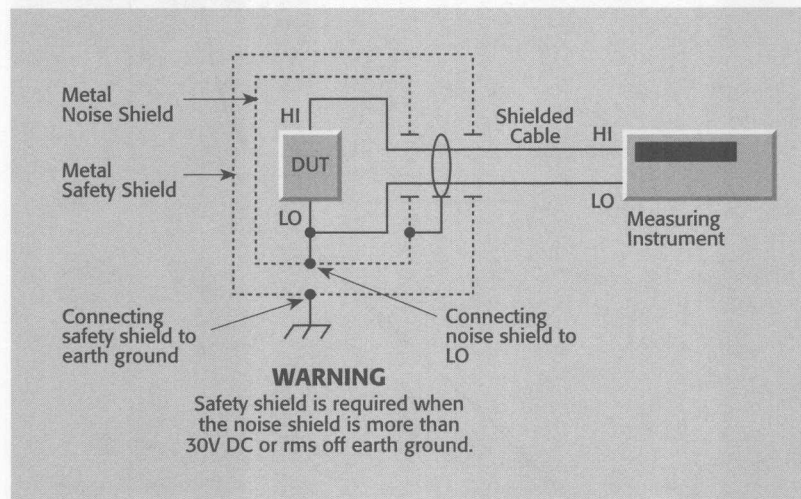 Metal
Noise Shield
Metal
Safety Shield
HI
DUT
LO
Shielded
Cable
HI
LO
Measuring
Instrument
Connecting
safety shield to
earth ground
Connecting
noise shield to
LO
WARNING
Safety shield is required when
the noise shield is more than
30V DC or rms off earth ground.